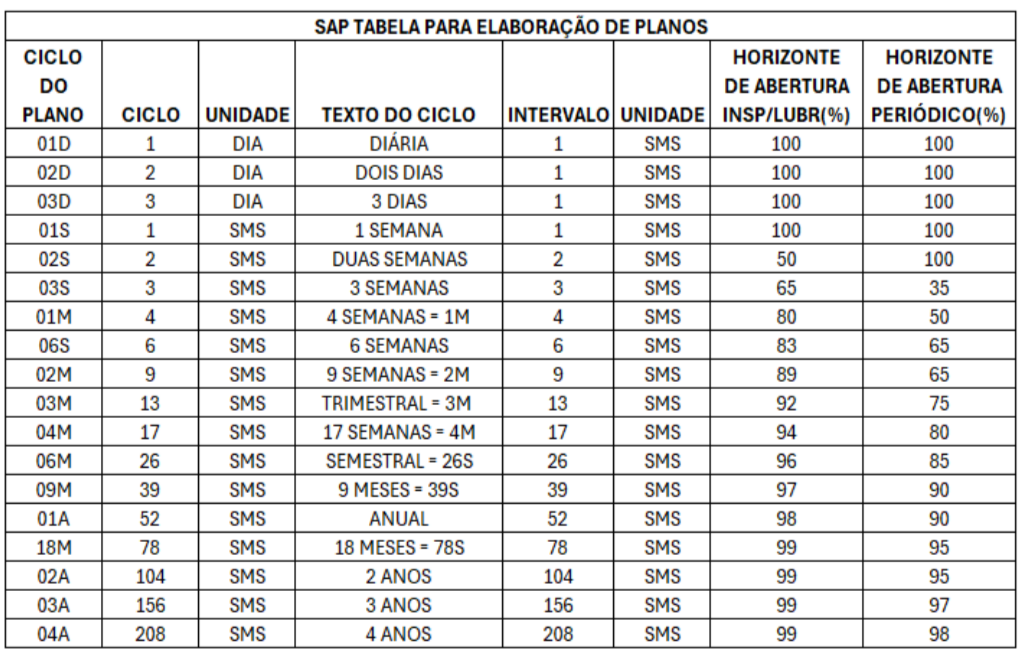 SAP TABELA PARA ELABORAÇÃO DE PLANOS
CICLO DO PLANO CICLO UNIDADE TEXTO DO CICLO INTERVALO UNIDADE HORIZONTE DE ABERTURA INSP/LUBR(%) HORIZONTE DE ABERTURA PERIÓDICO(%)
01D 1 DIA DIÁRIA 1 SMS 100 100
02D 2 DIA DOIS DIAS 1 SMS 100 100
03D 3 DIA 3 DIAS 1 SMS 100 100
01S 1 SMS 1 SEMANA 1 SMS 100 100
02S 2 SMS DUAS SEMANAS 2 SMS 50 100
03S 3 SMS 3 SEMANAS 3 SMS 65 35
01M 4 SMS 4 SEMANAS = 1M 4 SMS 80 50
06S 6 SMS 6 SEMANAS 6 SMS 83 65
02M 9 SMS 9 SEMANAS = 2M 9 SMS 89 65
03M 13 SMS TRIMESTRAL = 3M 13 SMS 92 75
04M 17 SMS 17 SEMANAS = 4M 17 SMS 94 80
06M 26 SMS SEMESTRAL = 26S 26 SMS 96 85
09M 39 SMS 9 MESES = 39S 39 SMS 97 90
01A 52 SMS ANUAL 52 SMS 98 90
18M 78 SMS 18 MESES = 78S 78 SMS 99 95
02A 104 SMS 2 ANOS 104 SMS 99 95
03A 156 SMS 3 ANOS 156 SMS 99 97
04A 208 SMS 4 ANOS 208 SMS 99 98